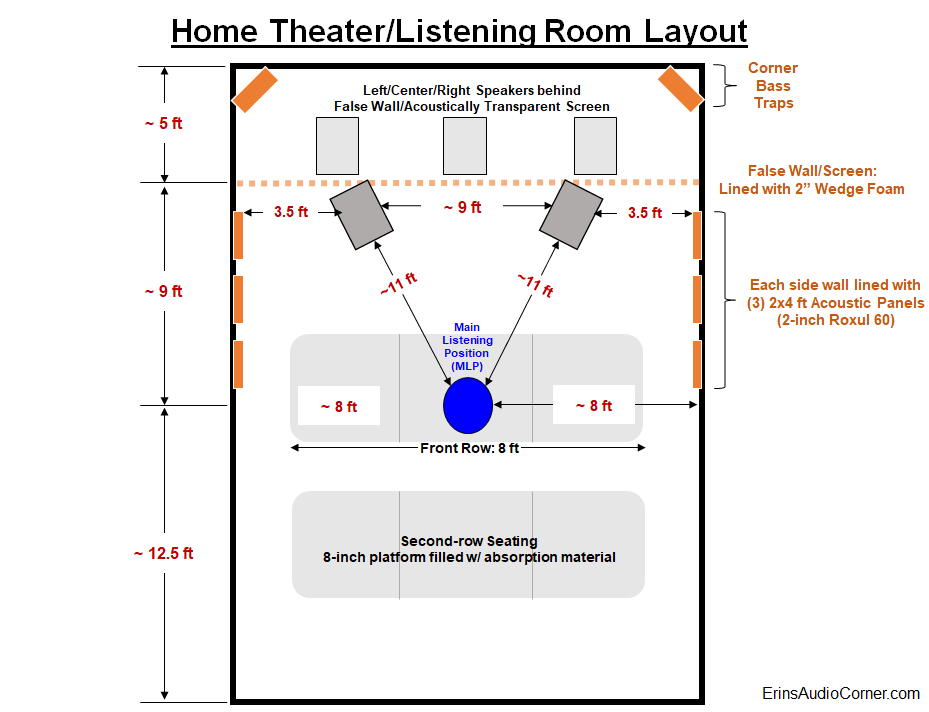 Home Theater/Listening Room Layout
Corner
Bass
Traps
Left/Center/Right Speakers behind
False Wall/Acoustically Transparent Screen
~ 5 ft
False Wall/Screen:
Lined with 2” Wedge Foam
3.5 ft
~ 9 ft
3.5 ft
~11 ft
~11 ft
~ 9 ft
Each side wall lined with
(3) 2x4 ft Acoustic Panels
(2-inch Roxul 60)
Main
Listening
Position
(MLP)
~ 8 ft
~ 8 ft
Front Row: 8 ft
Second-row Seating
8-inch platform filled w/ absorption material
~ 12.5 ft
ErinsAudioCorner.com